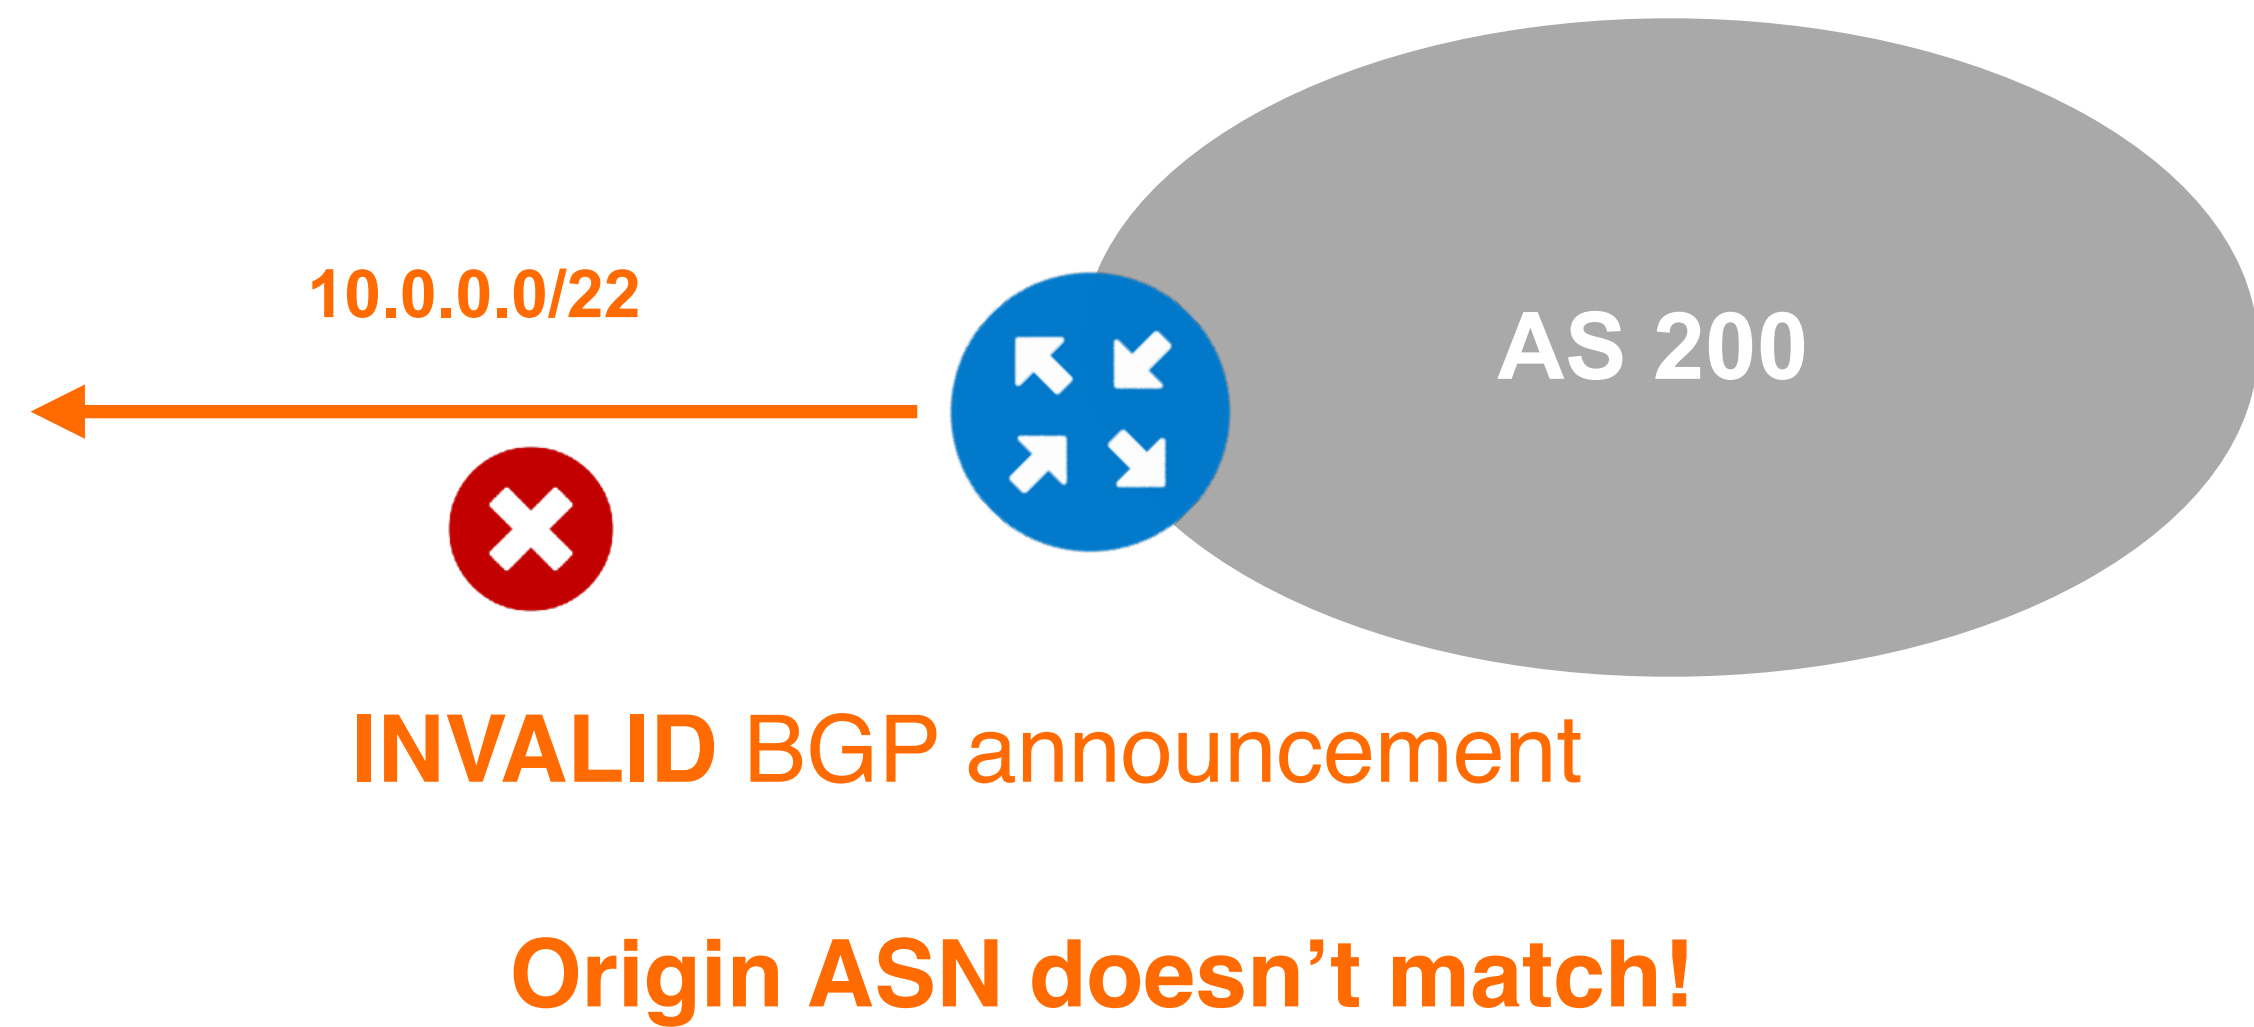 10.0.0.0/22
AS 200
INVALID BGP announcement
Origin ASN doesn’t match!